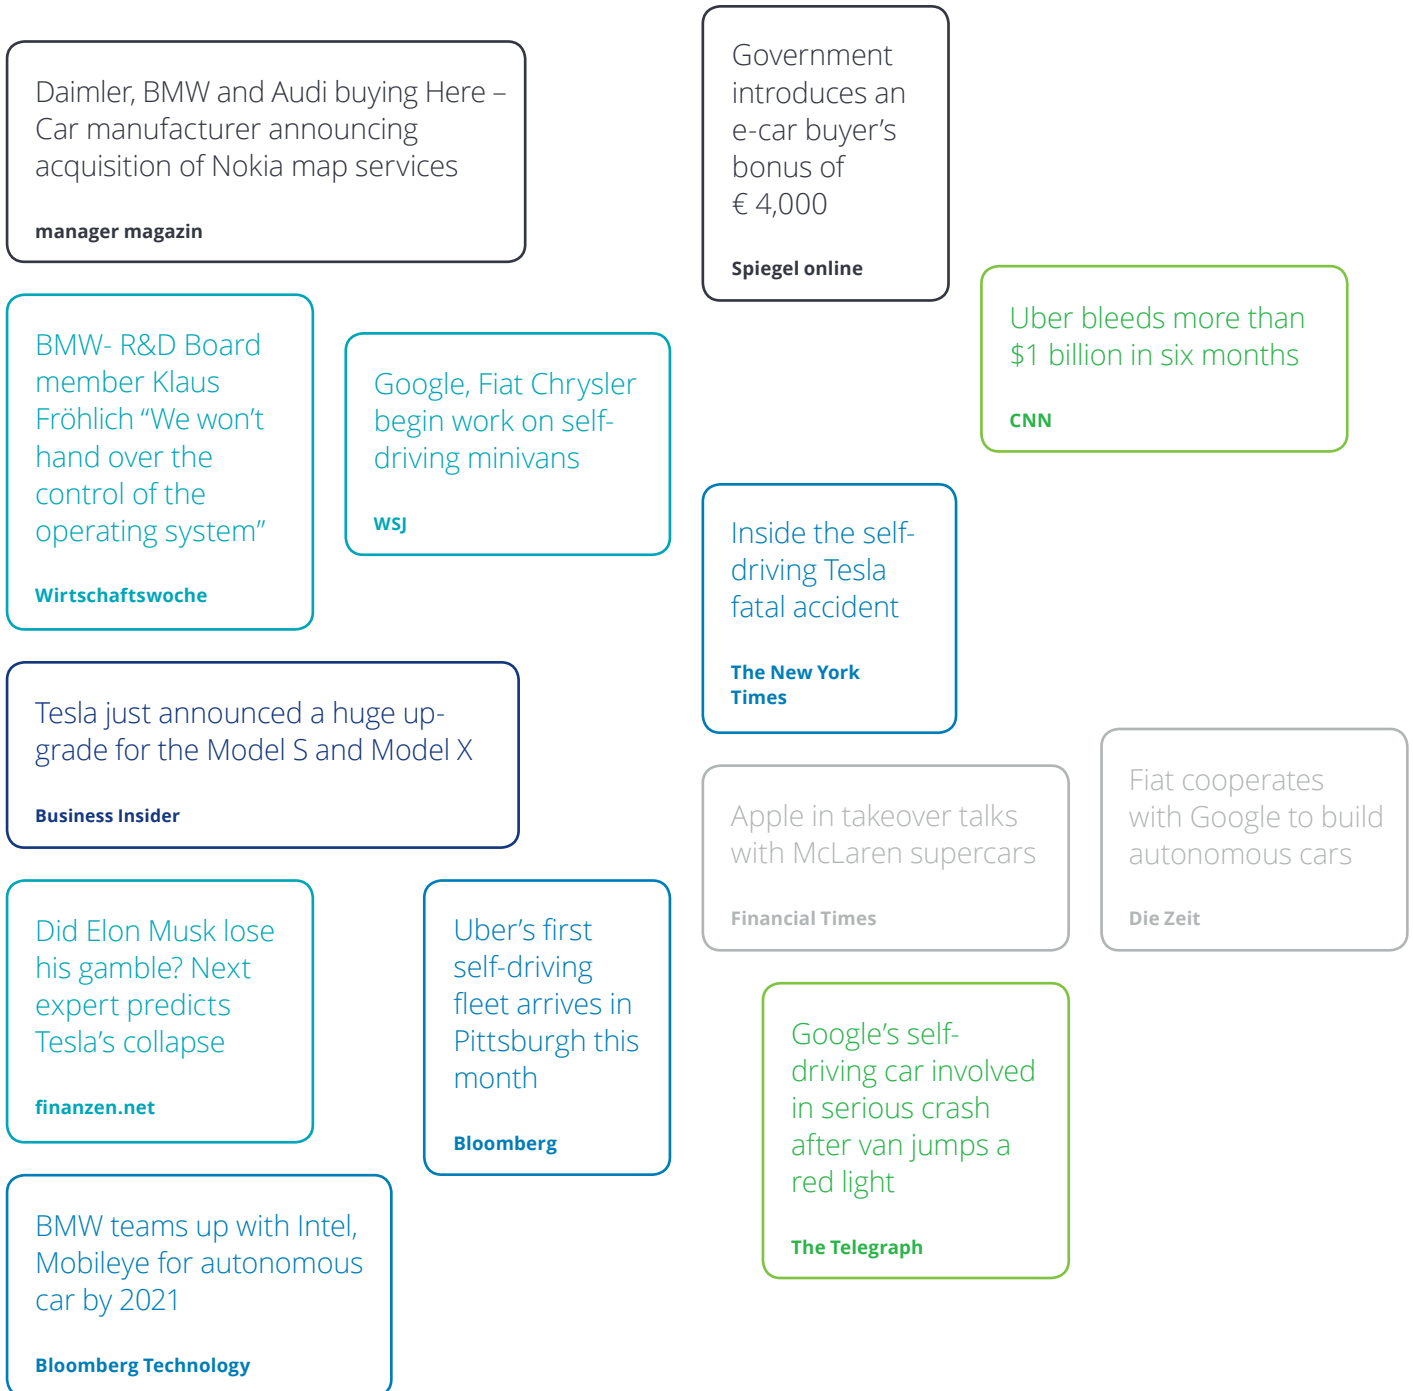 Daimler, BMW and Audi buying Here –
Car manufacturer announcing
acquisition of Nokia map services
manager magazin
Government
introduces an
e-car buyer’s
bonus of
€ 4,000
Spiegel online
Uber bleeds more than
$1 billion in six months
CNN
BMW- R&D Board
member Klaus
Fröhlich “We won’t
hand over the
control of the
operating system”
Wirtschaftswoche
Google, Fiat Chrysler
begin work on self-
driving minivans
WSJ
Inside the self-
driving Tesla
fatal accident
The New York
Times
Tesla just announced a huge up-
grade for the Model S and Model X
Business Insider
Apple in takeover talks
with McLaren supercars
Financial Times
Fiat cooperates
with Google to build
autonomous cars
Die Zeit
Did Elon Musk lose
his gamble? Next
expert predicts
Tesla’s collapse
finanzen.net
Uber’s first
self-driving
fleet arrives in
Pittsburgh this
month
Bloomberg
Google’s self-
driving car involved
in serious crash
after van jumps a
red light
The Telegraph
BMW teams up with Intel,
Mobileye for autonomous
car by 2021
Bloomberg Technology